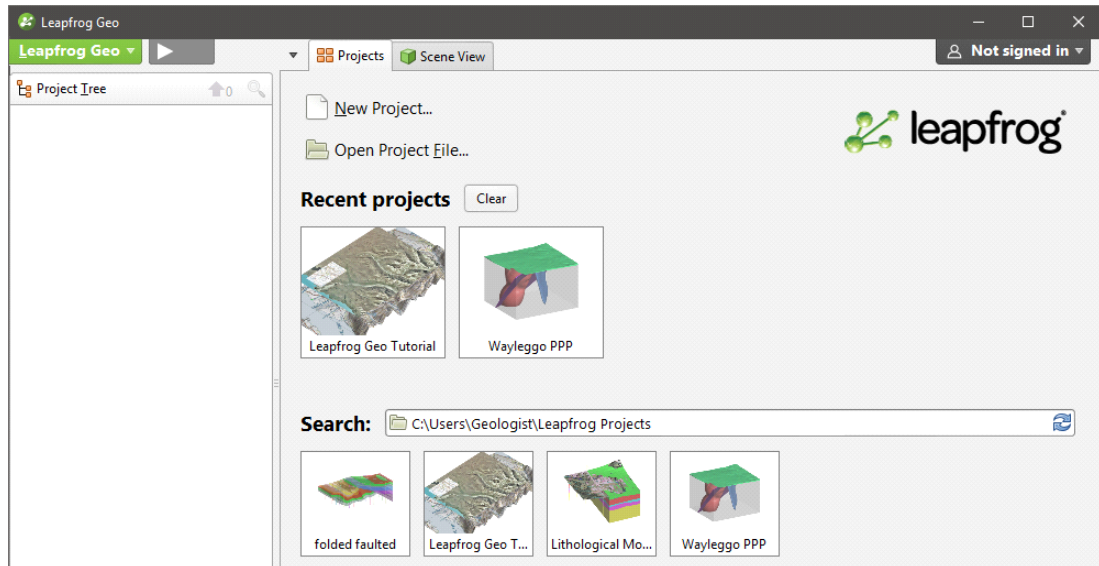 Leapfrog Geo
Leapfrog Geo
Projects
Scene View
Not signed in
Project Tree
0
New Project...
Open Project File...
leapfrog
Recent projects
Clear
Leapfrog Geo Tutorial
Wayleggo PPP
Search:
C:\Users\Geologist\Leapfrog Projects
folded faulted
Leapfrog Geo T...
Lithological Mo...
Wayleggo PPP